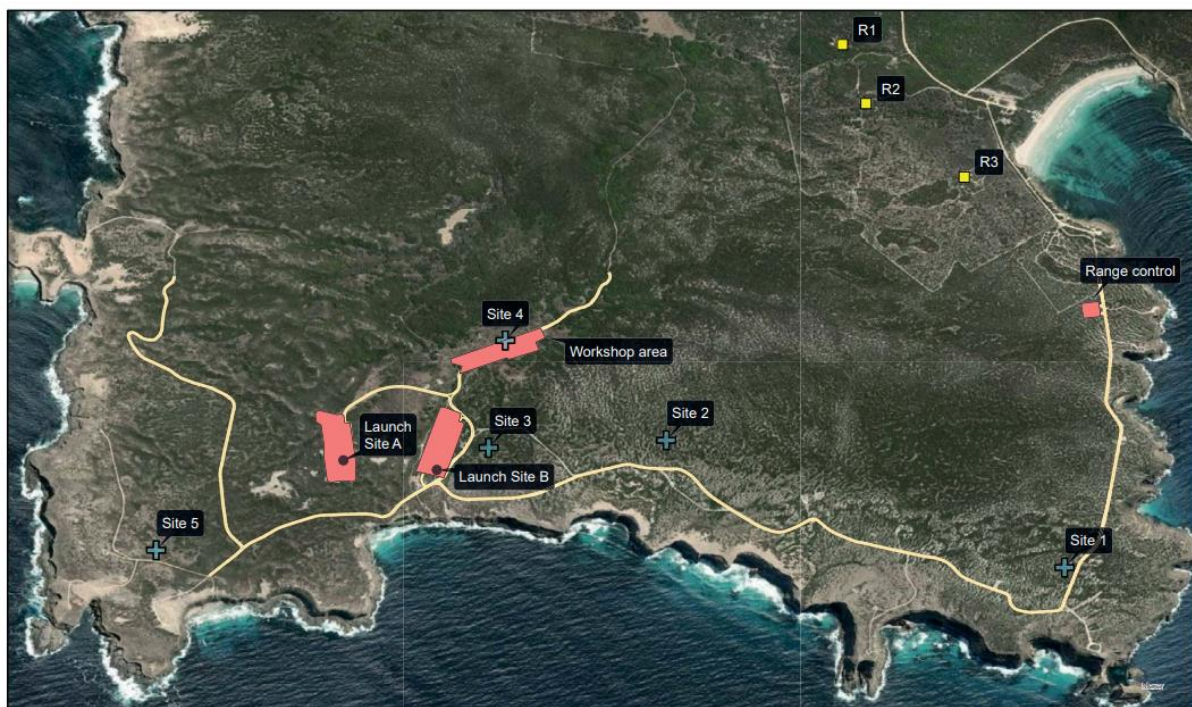 R1
R2
R3
Range control
Site 4
Workshop area
Launch
Site A
Site 3
Site 2
Launch Site B
Site 5
Site 1